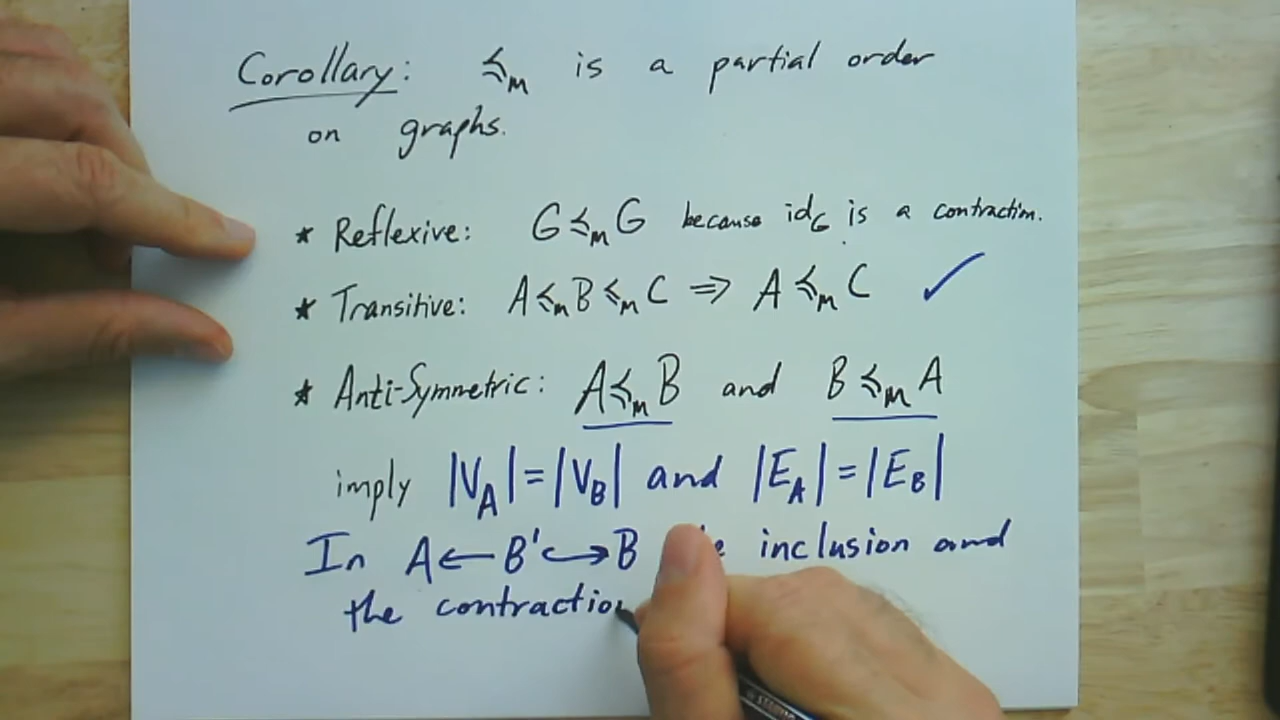 Corollary: ≼ₘ is a partial order
on graphs.
* Reflexive: G ≼ₘ G because id_G is a contraction.
* Transitive: A ≼ₘ B ≼ₘ C ⇒ A ≼ₘ C ✓
* Anti-Symmetric: A ≼ₘ B and B ≼ₘ A
imply |V_A| = |V_B| and |E_A| = |E_B|
In A ← B' ↪ B inclusion and
the contraction